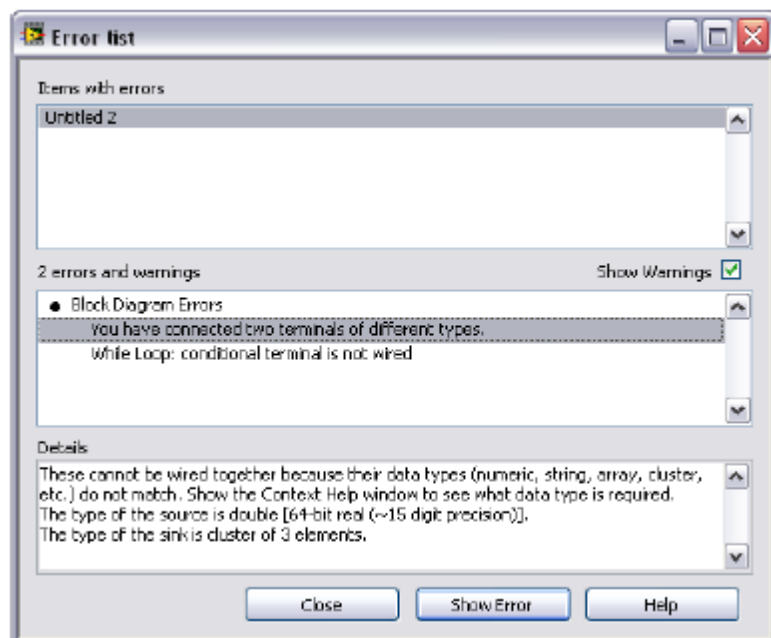 Error list
Items with errors
Untitled 2
2 errors and warnings
Show Warnings
Block Diagram Errors
You have connected two terminals of different types.
While Loop: conditional terminal is not wired
Details
These cannot be wired together because their data types (numeric, string, array, cluster,
etc.) do not match. Show the Context Help window to see what data type is required.
The type of the source is double [64-bit real (~15 digit precision)].
The type of the sink is cluster of 3 elements.
Close
Show Error
Help